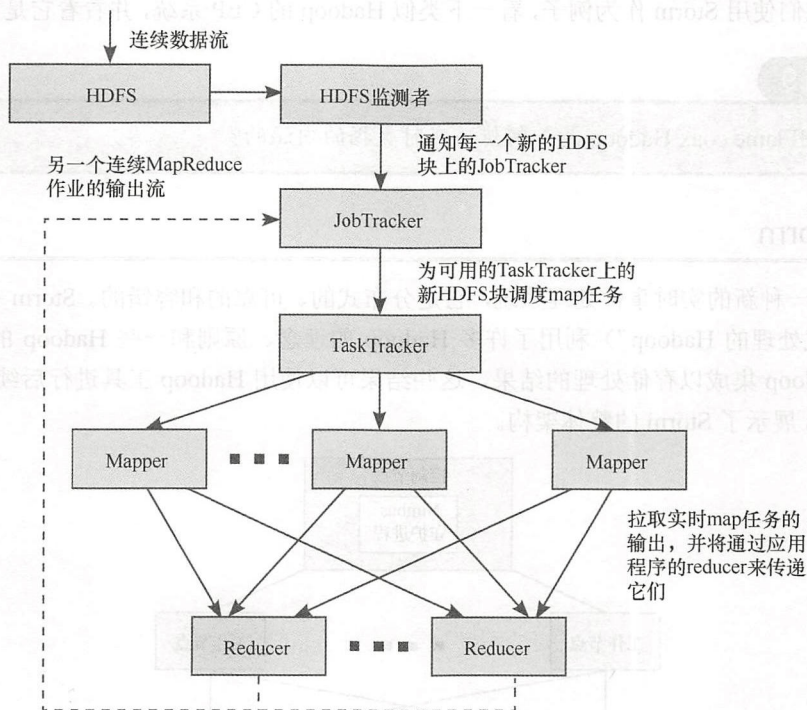 连续数据流
HDFS
HDFS监测者
通知每一个新的HDFS
块上的JobTracker
另一个连续MapReduce
作业的输出流
JobTracker
为可用的TaskTracker上的
新HDFS块调度map任务
TaskTracker
Mapper
Mapper
Mapper
拉取实时map任务的
输出，并将通过应用
程序的reducer来传递
它们
Reducer
Reducer